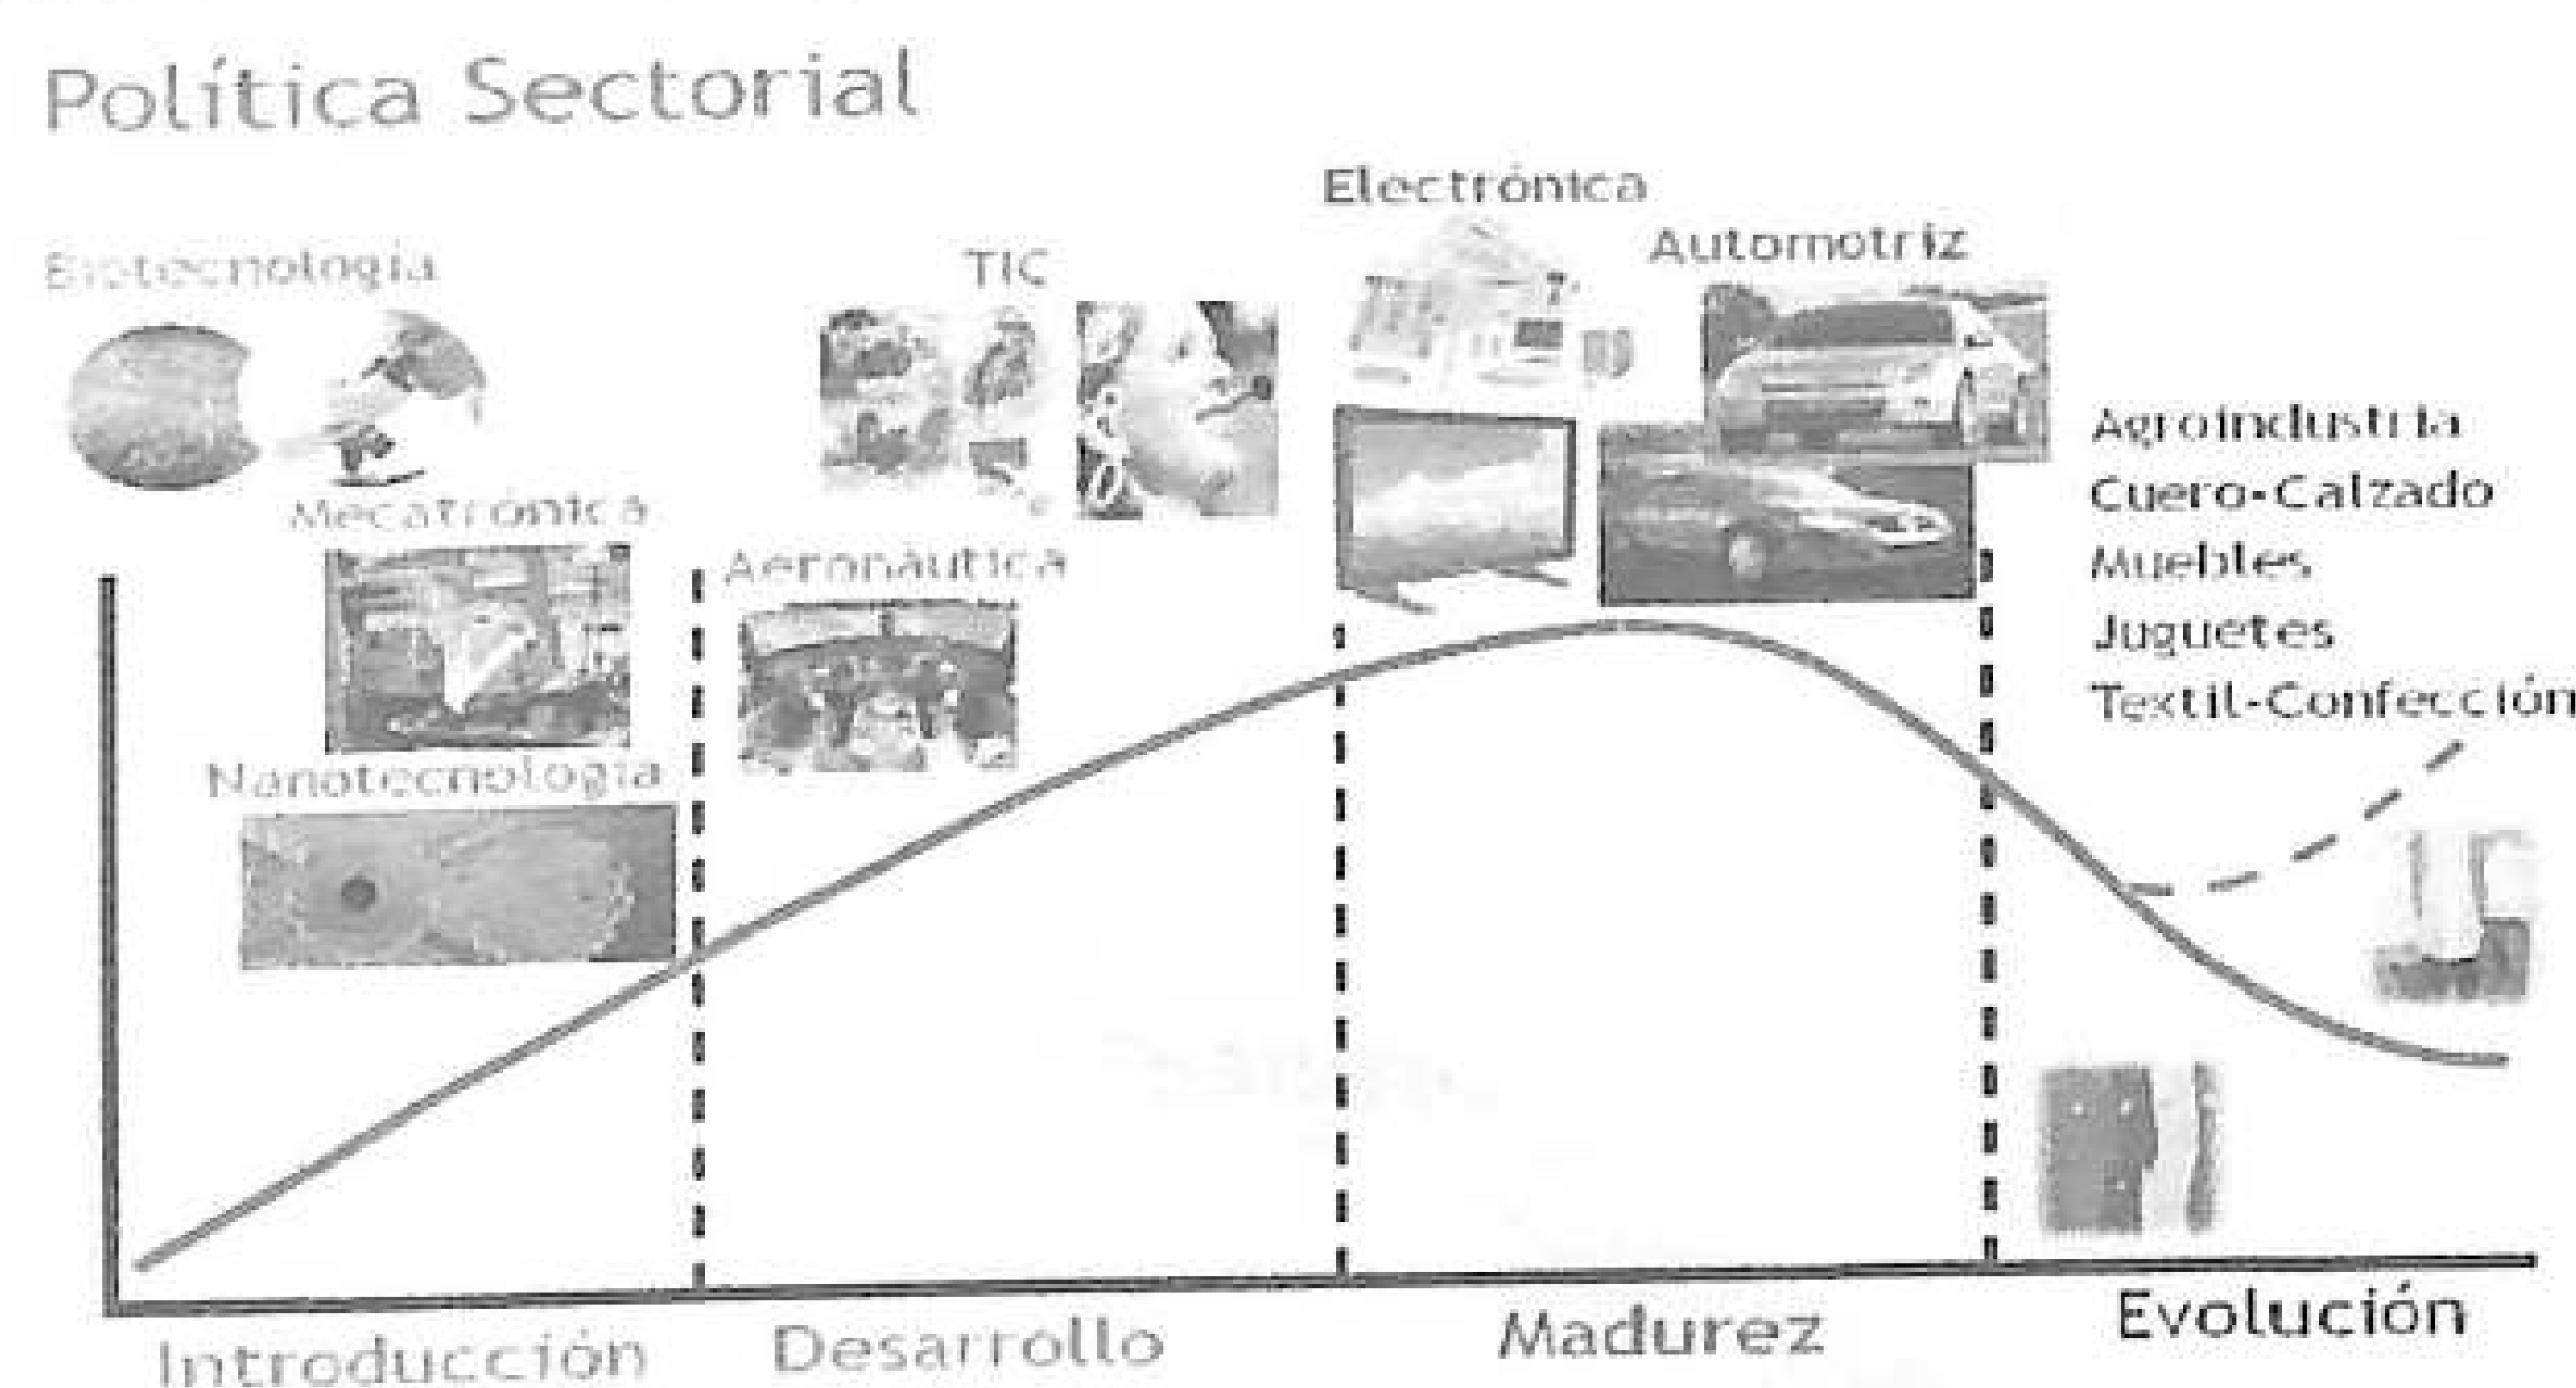 Política Sectorial
Electrónica
Automotriz
Biotecnología
TIC
Agroindustria
Cuero-Calzado
Mecatrónica
Aeronáutica
Muebles
Juguetes
Textil-Confección
Nanotecnología
Introducción
Desarrollo
Madurez
Evolución